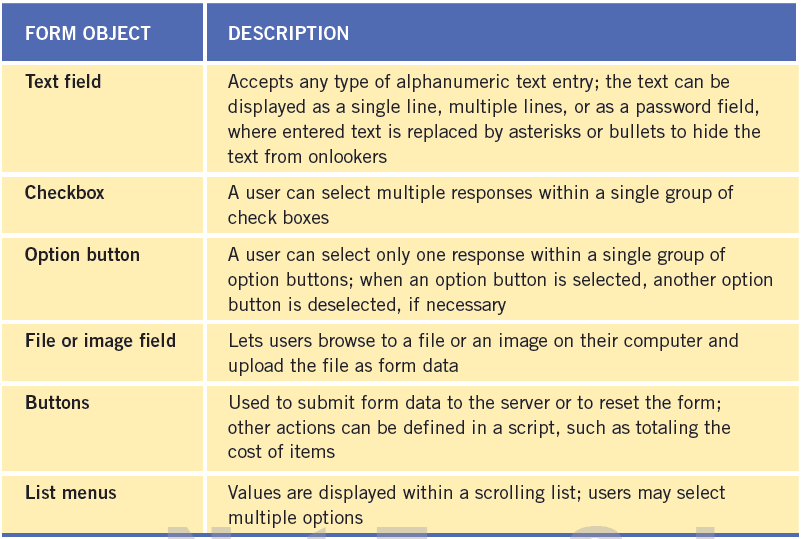 FORM OBJECT
DESCRIPTION
Text field
Accepts any type of alphanumeric text entry; the text can be
displayed as a single line, multiple lines, or as a password field,
where entered text is replaced by asterisks or bullets to hide the
text from onlookers
Checkbox
A user can select multiple responses within a single group of
check boxes
Option button
A user can select only one response within a single group of
option buttons; when an option button is selected, another option
button is deselected, if necessary
File or image field
Lets users browse to a file or an image on their computer and
upload the file as form data
Buttons
Used to submit form data to the server or to reset the form;
other actions can be defined in a script, such as totaling the
cost of items
List menus
Values are displayed within a scrolling list; users may select
multiple options